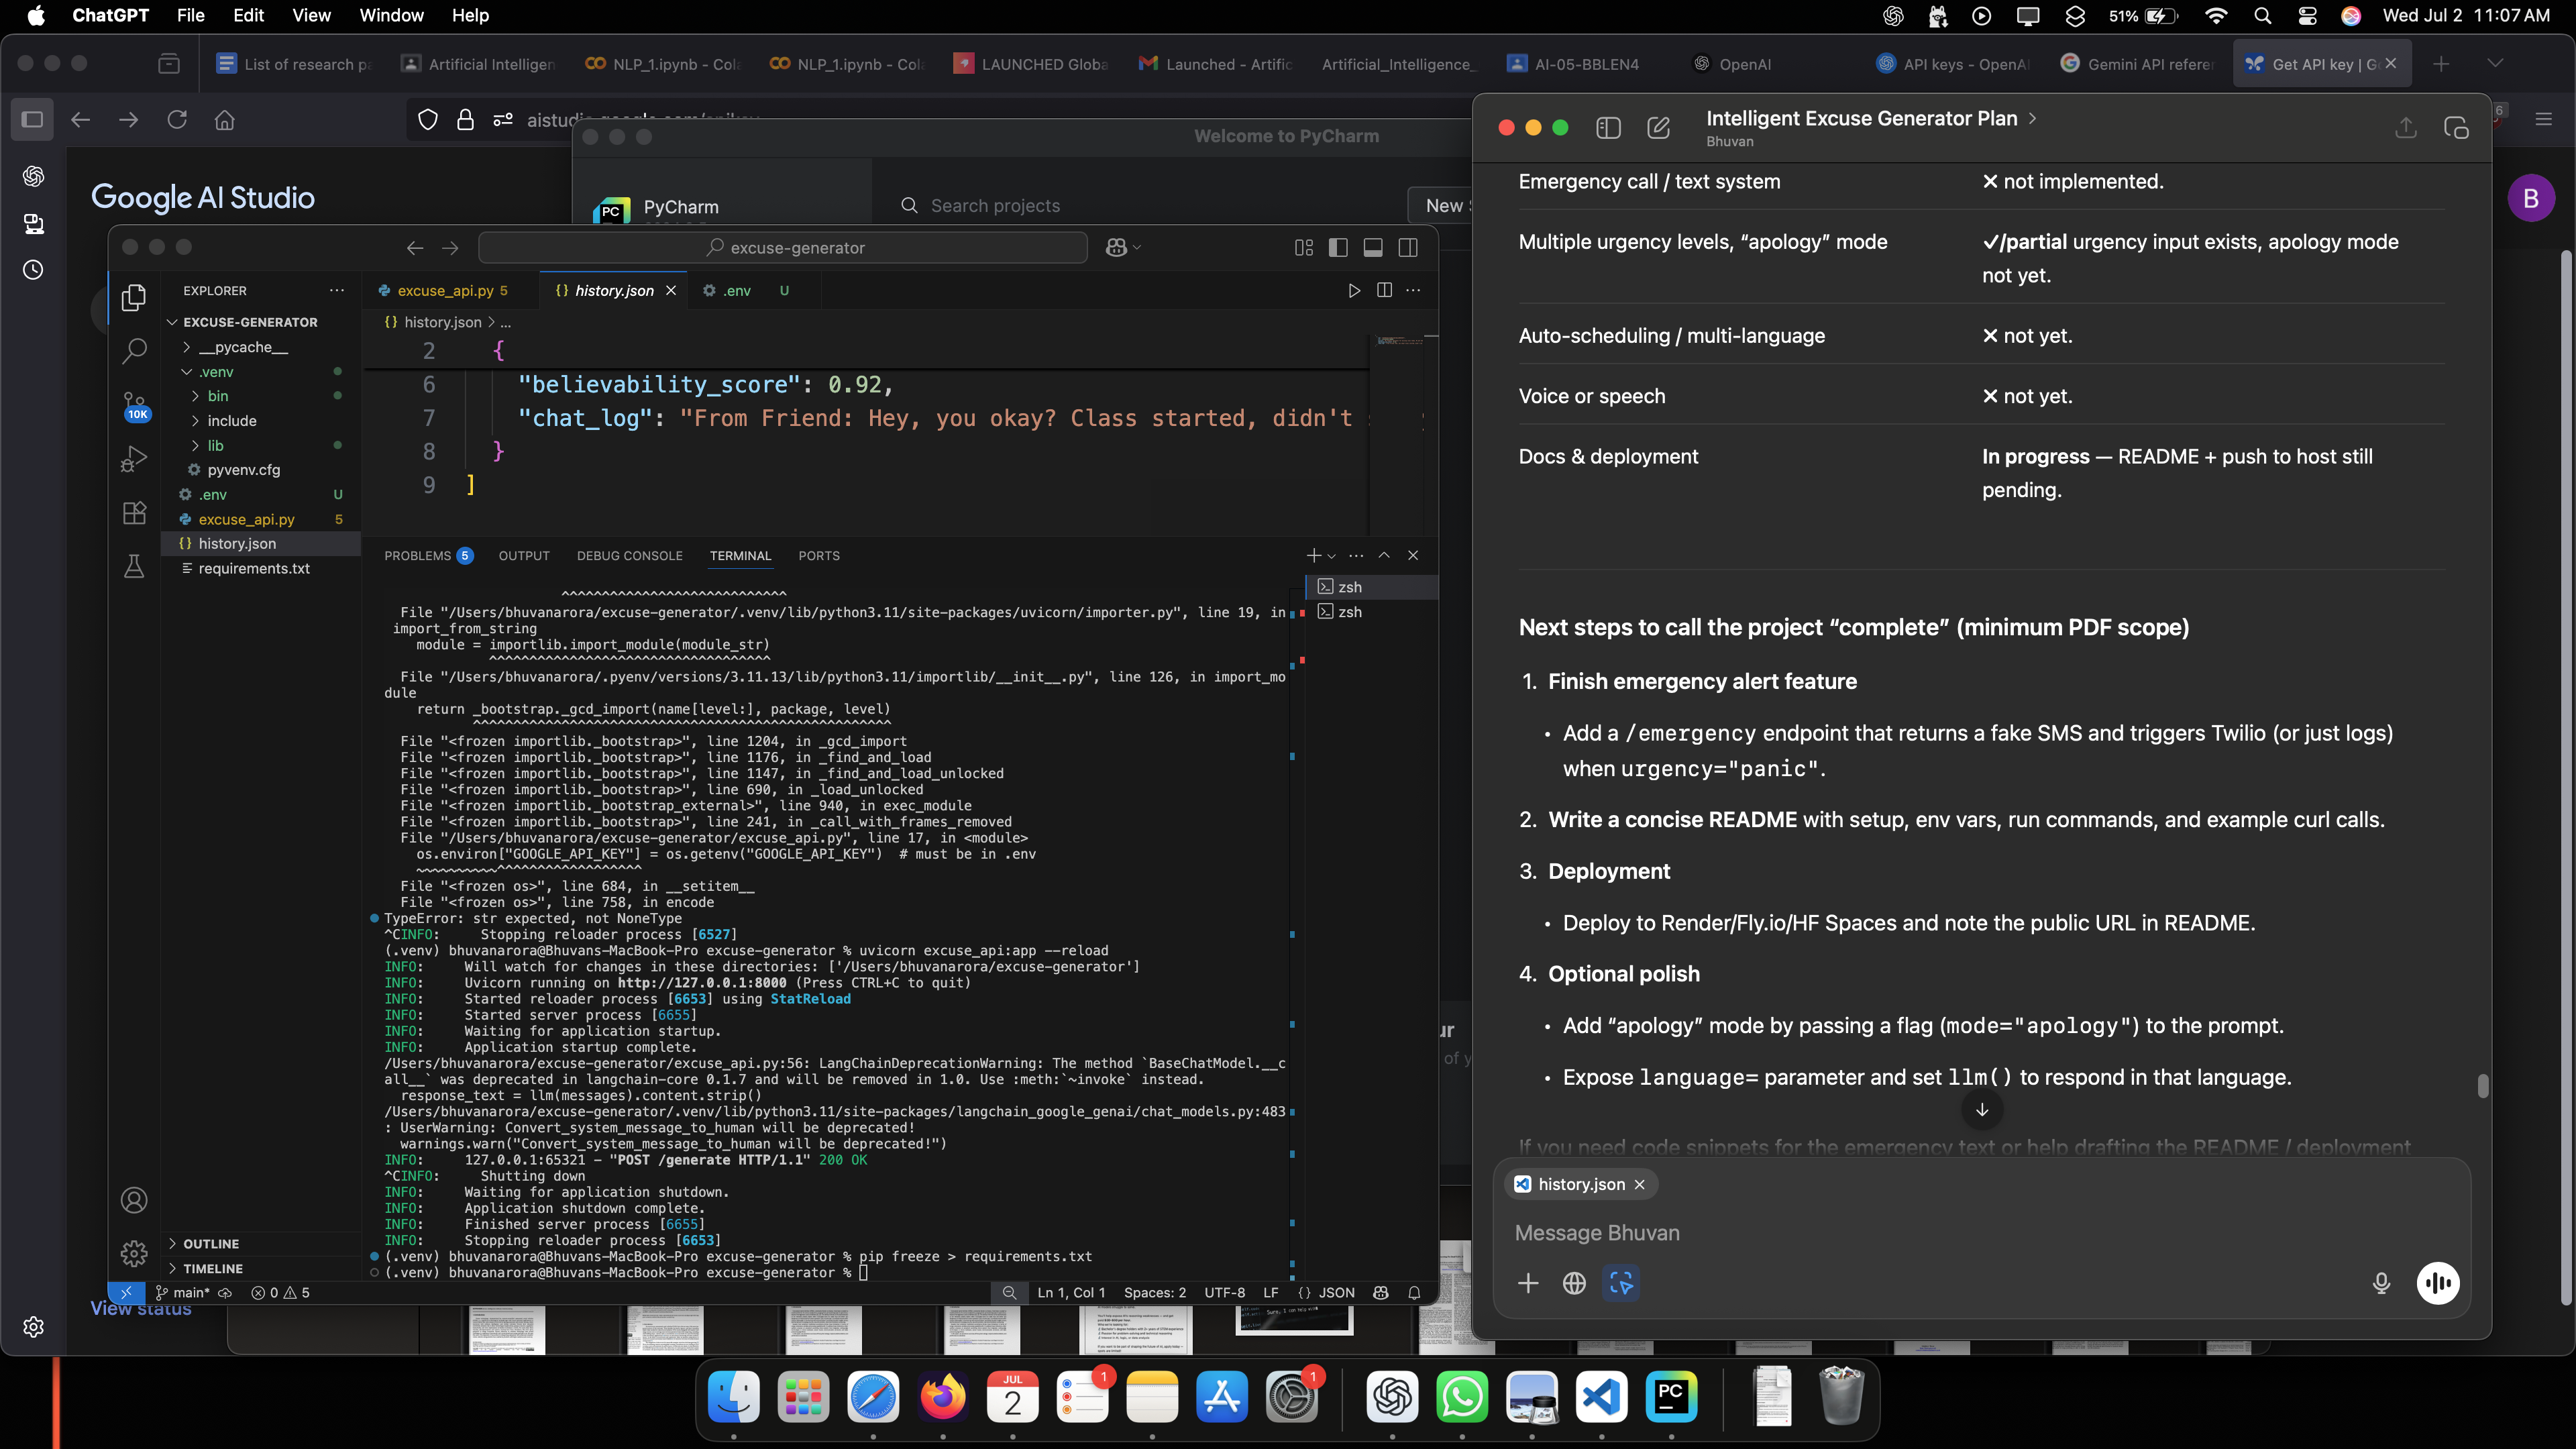 ChatGPT File Edit View Window Help
51% Wed Jul 2 11:07 AM
List of research pa
Artificial Intelligen
NLP_1.ipynb - Cola
NLP_1.ipynb - Cola
LAUNCHED Globa
Launched - Artific
Artificial_Intelligence_
AI-05-BBLEN4
OpenAI
API keys - OpenAI
Gemini API referen
Get API key | G
6
Google AI Studio
B
View status
Welcome to PyCharm
PC
PyCharm
Search projects
New
excuse-generator
EXPLORER
EXCUSE-GENERATOR
__pycache__
.venv
bin
include
lib
pyvenv.cfg
.env U
excuse_api.py 5
history.json
requirements.txt
OUTLINE
TIMELINE
10K
excuse_api.py 5
{} history.json
.env U
{} history.json > ...
2 {
6 "believability_score": 0.92,
7 "chat_log": "From Friend: Hey, you okay? Class started, didn't
8 }
9 ]
PROBLEMS 5 OUTPUT DEBUG CONSOLE TERMINAL PORTS
zsh
zsh
^^^^^^^^^^^^^^^^^^^^^^^^^^^^
File "/Users/bhuvanarora/excuse-generator/.venv/lib/python3.11/site-packages/uvicorn/importer.py", line 19, in
import_from_string
module = importlib.import_module(module_str)
^^^^^^^^^^^^^^^^^^^^^^^^^^^^^^^^^^^
File "/Users/bhuvanarora/.pyenv/versions/3.11.13/lib/python3.11/importlib/__init__.py", line 126, in import_mo
dule
return _bootstrap._gcd_import(name[level:], package, level)
^^^^^^^^^^^^^^^^^^^^^^^^^^^^^^^^^^^^^^^^^^^^^^^^^^^^
File "<frozen importlib._bootstrap>", line 1204, in _gcd_import
File "<frozen importlib._bootstrap>", line 1176, in _find_and_load
File "<frozen importlib._bootstrap>", line 1147, in _find_and_load_unlocked
File "<frozen importlib._bootstrap>", line 690, in _load_unlocked
File "<frozen importlib._bootstrap_external>", line 940, in exec_module
File "<frozen importlib._bootstrap>", line 241, in _call_with_frames_removed
File "/Users/bhuvanarora/excuse-generator/excuse_api.py", line 17, in <module>
os.environ["GOOGLE_API_KEY"] = os.getenv("GOOGLE_API_KEY")  # must be in .env
~~~~~~~~~~^^^^^^^^^^^^^^^^^^
File "<frozen os>", line 684, in __setitem__
File "<frozen os>", line 758, in encode
TypeError: str expected, not NoneType
^CINFO: Stopping reloader process [6527]
(.venv) bhuvanarora@Bhuvans-MacBook-Pro excuse-generator % uvicorn excuse_api:app --reload
INFO: Will watch for changes in these directories: ['/Users/bhuvanarora/excuse-generator']
INFO: Uvicorn running on http://127.0.0.1:8000 (Press CTRL+C to quit)
INFO: Started reloader process [6653] using StatReload
INFO: Started server process [6655]
INFO: Waiting for application startup.
INFO: Application startup complete.
/Users/bhuvanarora/excuse-generator/excuse_api.py:56: LangChainDeprecationWarning: The method `BaseChatModel.__c
all__` was deprecated in langchain-core 0.1.7 and will be removed in 1.0. Use :meth:`~invoke` instead.
response_text = llm(messages).content.strip()
/Users/bhuvanarora/excuse-generator/.venv/lib/python3.11/site-packages/langchain_google_genai/chat_models.py:483
: UserWarning: Convert_system_message_to_human will be deprecated!
warnings.warn("Convert_system_message_to_human will be deprecated!")
INFO: 127.0.0.1:65321 - "POST /generate HTTP/1.1" 200 OK
^CINFO: Shutting down
INFO: Waiting for application shutdown.
INFO: Application shutdown complete.
INFO: Finished server process [6655]
INFO: Stopping reloader process [6653]
(.venv) bhuvanarora@Bhuvans-MacBook-Pro excuse-generator % pip freeze > requirements.txt
(.venv) bhuvanarora@Bhuvans-MacBook-Pro excuse-generator %
main* 0 5 Ln 1, Col 1 Spaces: 2 UTF-8 LF {} JSON
Intelligent Excuse Generator Plan >
Bhuvan
Emergency call / text system ✕ not implemented.
Multiple urgency levels, “apology” mode ✓/partial urgency input exists, apology mode
not yet.
Auto-scheduling / multi-language ✕ not yet.
Voice or speech ✕ not yet.
Docs & deployment In progress — README + push to host still
pending.
Next steps to call the project “complete” (minimum PDF scope)
1. Finish emergency alert feature
• Add a /emergency endpoint that returns a fake SMS and triggers Twilio (or just logs)
when urgency="panic".
2. Write a concise README with setup, env vars, run commands, and example curl calls.
3. Deployment
• Deploy to Render/Fly.io/HF Spaces and note the public URL in README.
4. Optional polish
• Add “apology” mode by passing a flag (mode="apology") to the prompt.
• Expose language= parameter and set llm() to respond in that language.
If you need code snippets for the emergency text or help drafting the README / deployment
history.json
Message Bhuvan
ur
of y
JUL
2
1
1
PC